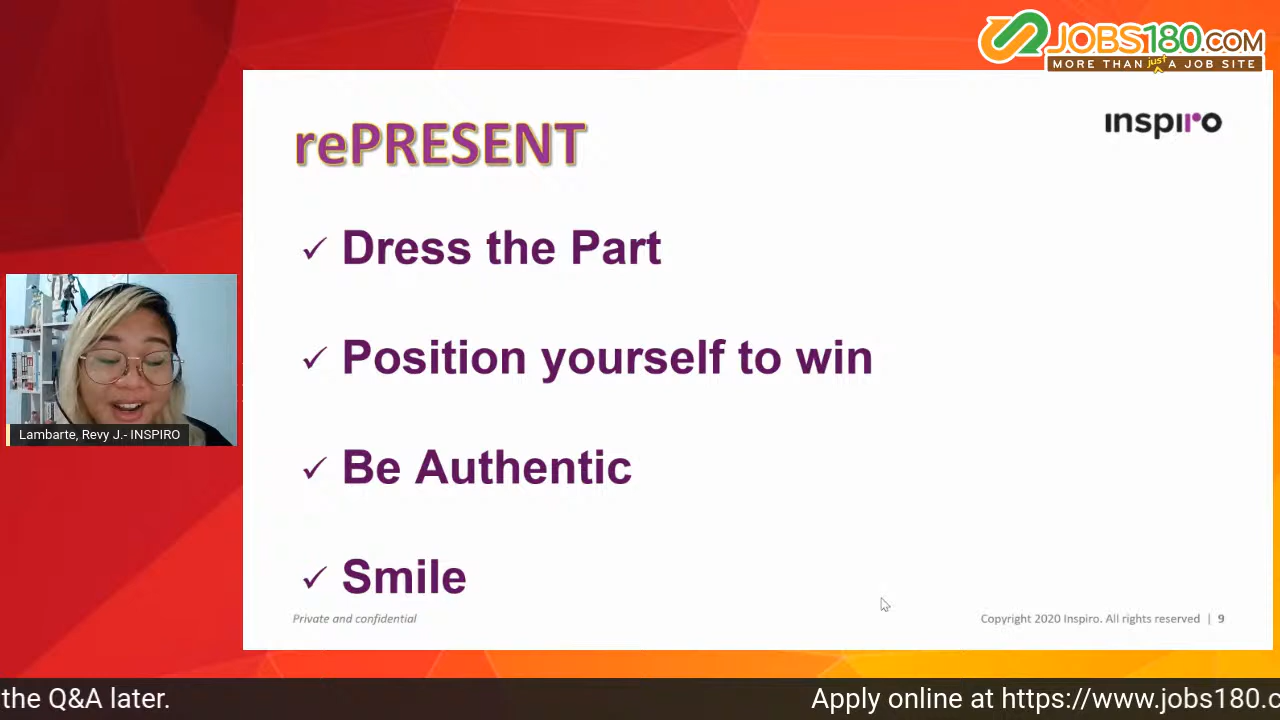 JOBS180.COM
MORE THAN just A JOB SITE
inspiro
rePRESENT
✓ Dress the Part
✓ Position yourself to win
✓ Be Authentic
✓ Smile
Lambarte, Revy J.- INSPIRO
Private and confidential
Copyright 2020 Inspiro. All rights reserved | 9
the Q&A later.
Apply online at https://www.jobs180.c